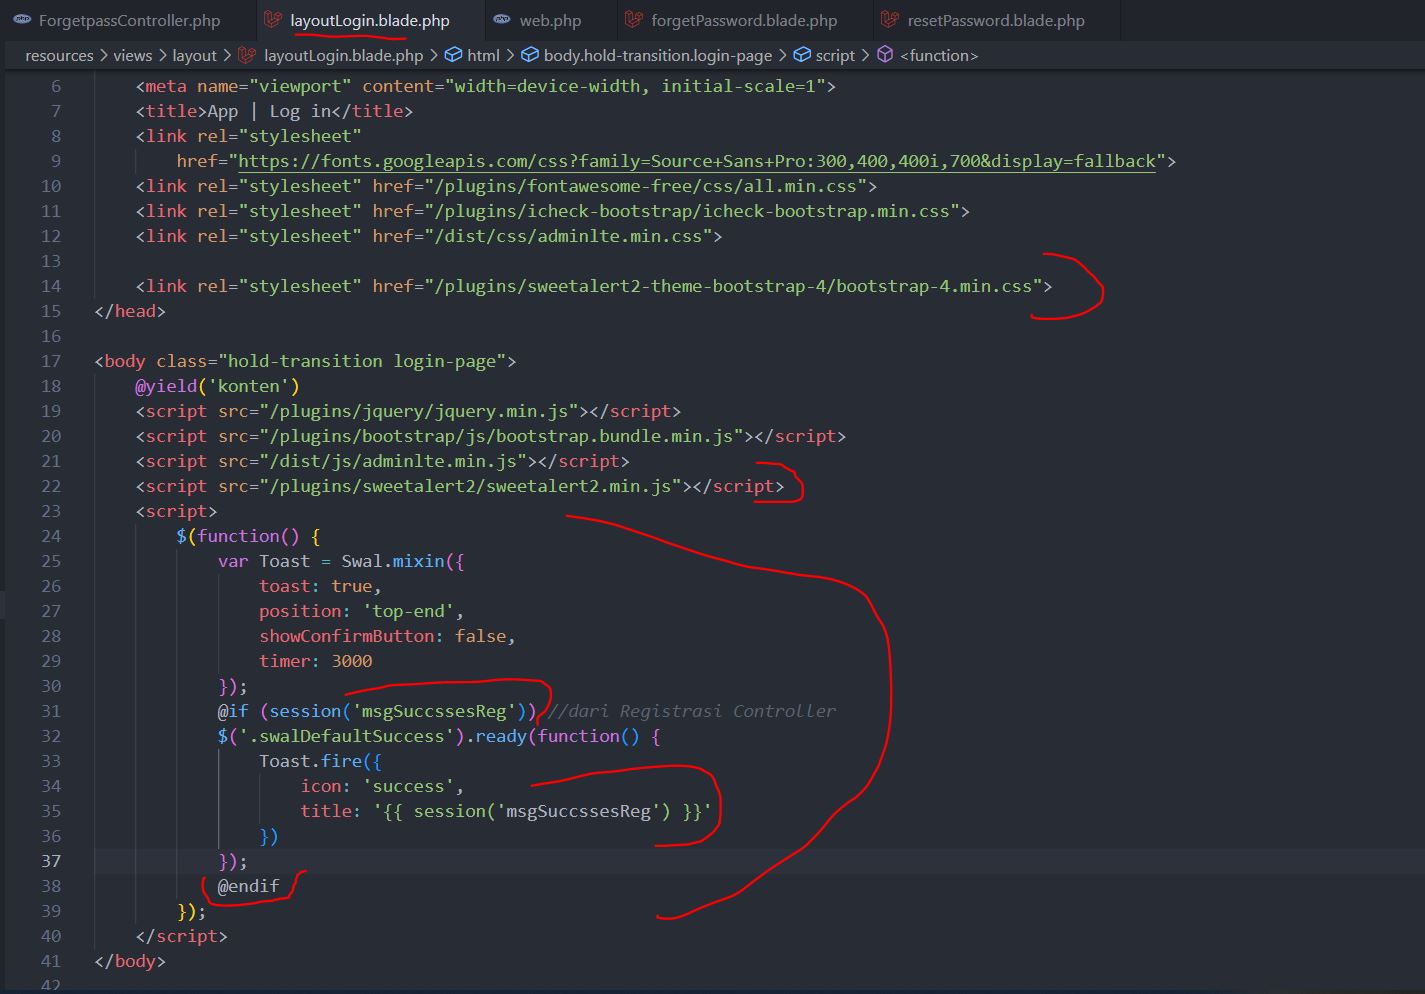 ForgetpassController.php layoutLogin.blade.php web.php forgetPassword.blade.php resetPassword.blade.php
resources > views > layout > layoutLogin.blade.php > html > body.hold-transition.login-page > script > <function>
6 <meta name="viewport" content="width=device-width, initial-scale=1">
7 <title>App | Log in</title>
8 <link rel="stylesheet"
9 href="https://fonts.googleapis.com/css?family=Source+Sans+Pro:300,400,400i,700&display=fallback">
10 <link rel="stylesheet" href="/plugins/fontawesome-free/css/all.min.css">
11 <link rel="stylesheet" href="/plugins/icheck-bootstrap/icheck-bootstrap.min.css">
12 <link rel="stylesheet" href="/dist/css/adminlte.min.css">
13
14 <link rel="stylesheet" href="/plugins/sweetalert2-theme-bootstrap-4/bootstrap-4.min.css">
15 </head>
16
17 <body class="hold-transition login-page">
18 @yield('konten')
19 <script src="/plugins/jquery/jquery.min.js"></script>
20 <script src="/plugins/bootstrap/js/bootstrap.bundle.min.js"></script>
21 <script src="/dist/js/adminlte.min.js"></script>
22 <script src="/plugins/sweetalert2/sweetalert2.min.js"></script>
23 <script>
24 $(function() {
25 var Toast = Swal.mixin({
26 toast: true,
27 position: 'top-end',
28 showConfirmButton: false,
29 timer: 3000
30 });
31 @if (session('msgSuccssesReg')) //dari Registrasi Controller
32 $('.swalDefaultSuccess').ready(function() {
33 Toast.fire({
34 icon: 'success',
35 title: '{{ session('msgSuccssesReg') }}'
36 })
37 });
38 @endif
39 });
40 </script>
41 </body>
42